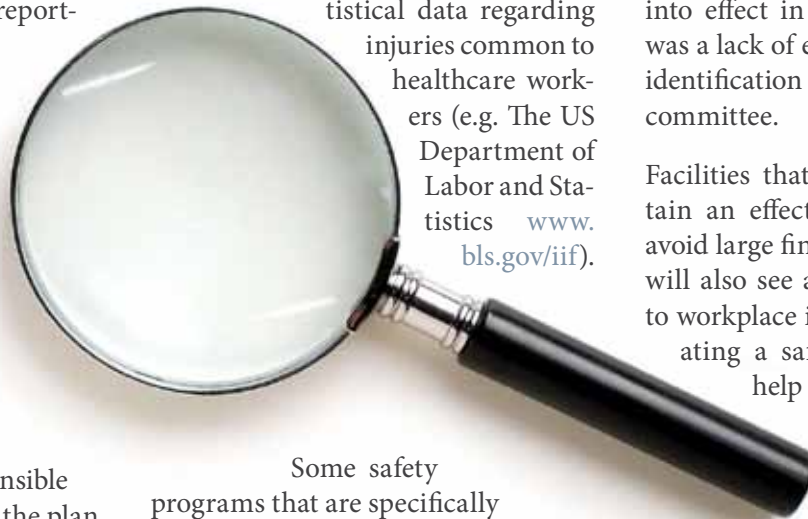 report-
nsible
the plan
tistical data regarding
injuries common to
healthcare work-
ers (e.g. The US
Department of
Labor and Sta-
tistics www.
bls.gov/iif).
Some safety
programs that are specifically
into effect in
was a lack of
identification
committee.
Facilities that
tain an effect
avoid large fin
will also see a
to workplace i
ating a sa
help